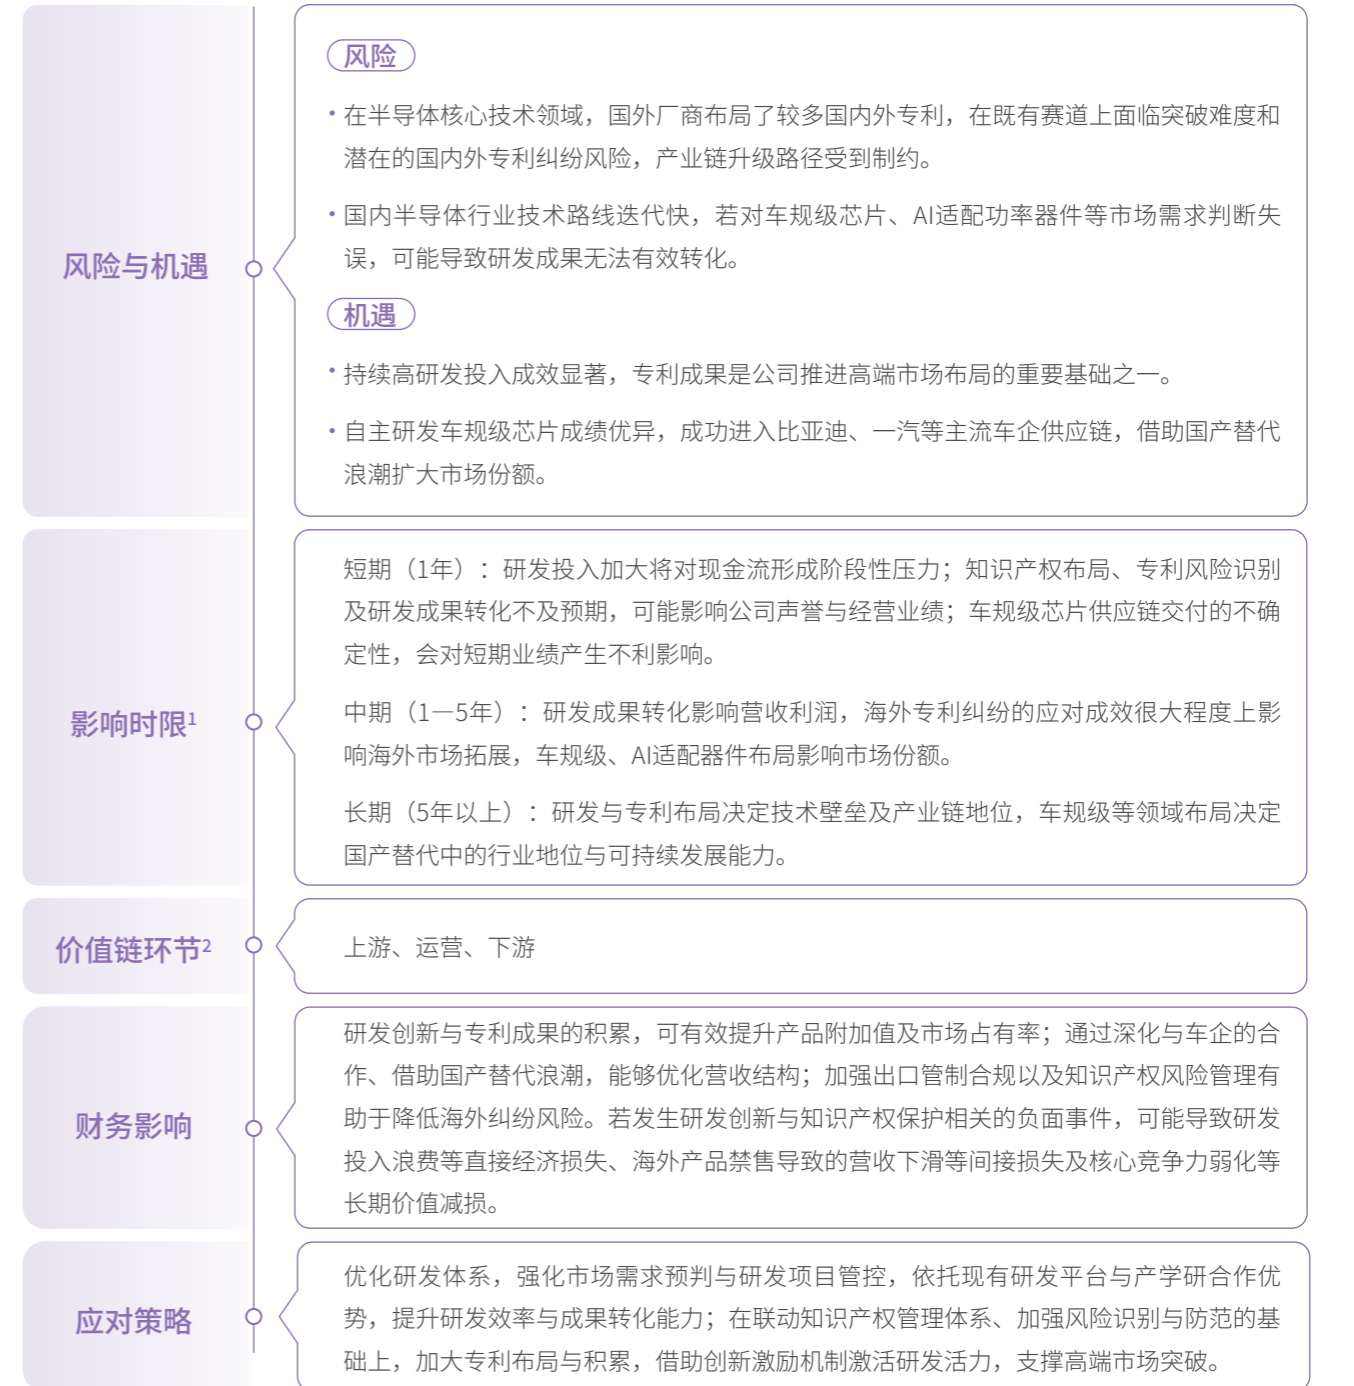 风险与机遇
风险
• 在半导体核心技术领域，国外厂商布局了较多国内外专利，在既有赛道上面临突破难度和
潜在的国内外专利纠纷风险，产业链升级路径受到制约。
• 国内半导体行业技术路线迭代快，若对车规级芯片、AI适配功率器件等市场需求判断失
误，可能导致研发成果无法有效转化。
机遇
• 持续高研发投入成效显著，专利成果是公司推进高端市场布局的重要基础之一。
• 自主研发车规级芯片成绩优异，成功进入比亚迪、一汽等主流车企供应链，借助国产替代
浪潮扩大市场份额。
影响时限1
短期（1年）：研发投入加大将对现金流形成阶段性压力；知识产权布局、专利风险识别
及研发成果转化不及预期，可能影响公司声誉与经营业绩；车规级芯片供应链交付的不确
定性，会对短期业绩产生不利影响。
中期（1—5年）：研发成果转化影响营收利润，海外专利纠纷的应对成效很大程度上影
响海外市场拓展，车规级、AI适配器件布局影响市场份额。
长期（5年以上）：研发与专利布局决定技术壁垒及产业链地位，车规级等领域布局决定
国产替代中的行业地位与可持续发展能力。
价值链环节2
上游、运营、下游
财务影响
研发创新与专利成果的积累，可有效提升产品附加值及市场占有率；通过深化与车企的合
作、借助国产替代浪潮，能够优化营收结构；加强出口管制合规以及知识产权风险管理有
助于降低海外纠纷风险。若发生研发创新与知识产权保护相关的负面事件，可能导致研发
投入浪费等直接经济损失、海外产品禁售导致的营收下滑等间接损失及核心竞争力弱化等
长期价值减损。
应对策略
优化研发体系，强化市场需求预判与研发项目管控，依托现有研发平台与产学研合作优
势，提升研发效率与成果转化能力；在联动知识产权管理体系、加强风险识别与防范的基
础上，加大专利布局与积累，借助创新激励机制激活研发活力，支撑高端市场突破。